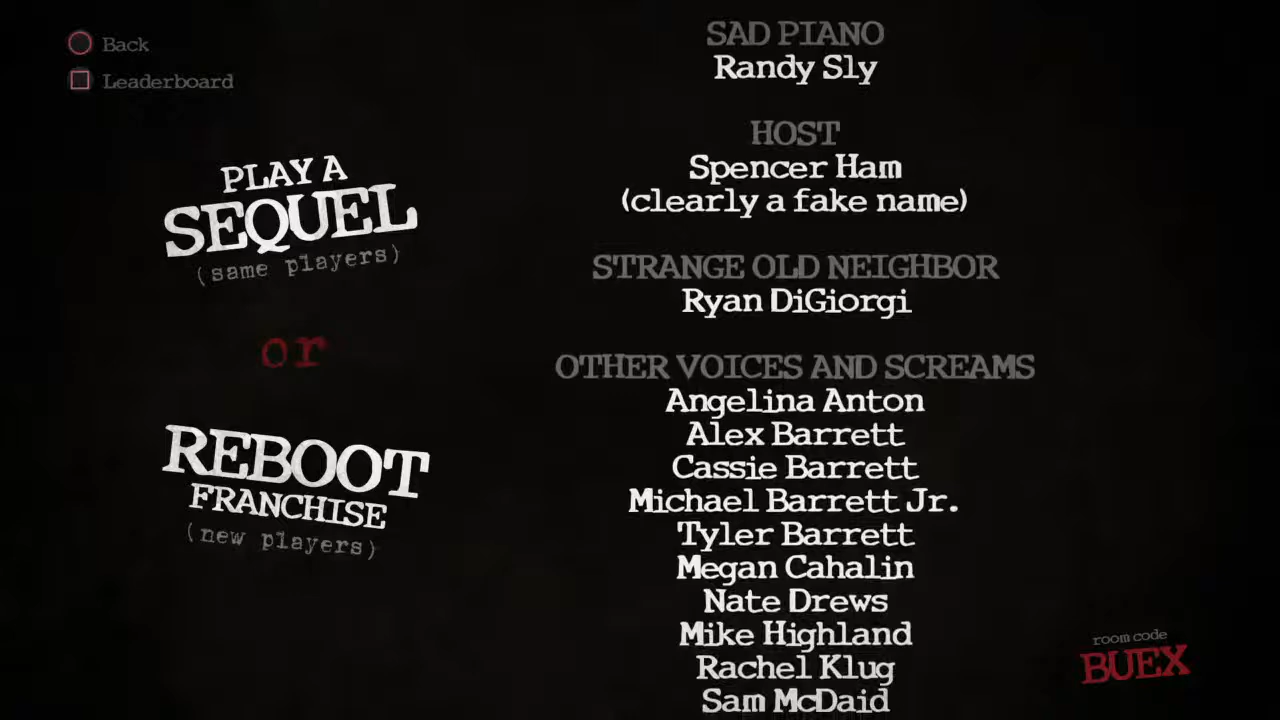 Back
Leaderboard
PLAY A
SEQUEL
(same players)
or
REBOOT
FRANCHISE
(new players)
SAD PIANO
Randy Sly
HOST
Spencer Ham
(clearly a fake name)
STRANGE OLD NEIGHBOR
Ryan DiGiorgi
OTHER VOICES AND SCREAMS
Angelina Anton
Alex Barrett
Cassie Barrett
Michael Barrett Jr.
Tyler Barrett
Megan Cahalin
Nate Drews
Mike Highland
Rachel Klug
Sam McDaid
room code
BUEX